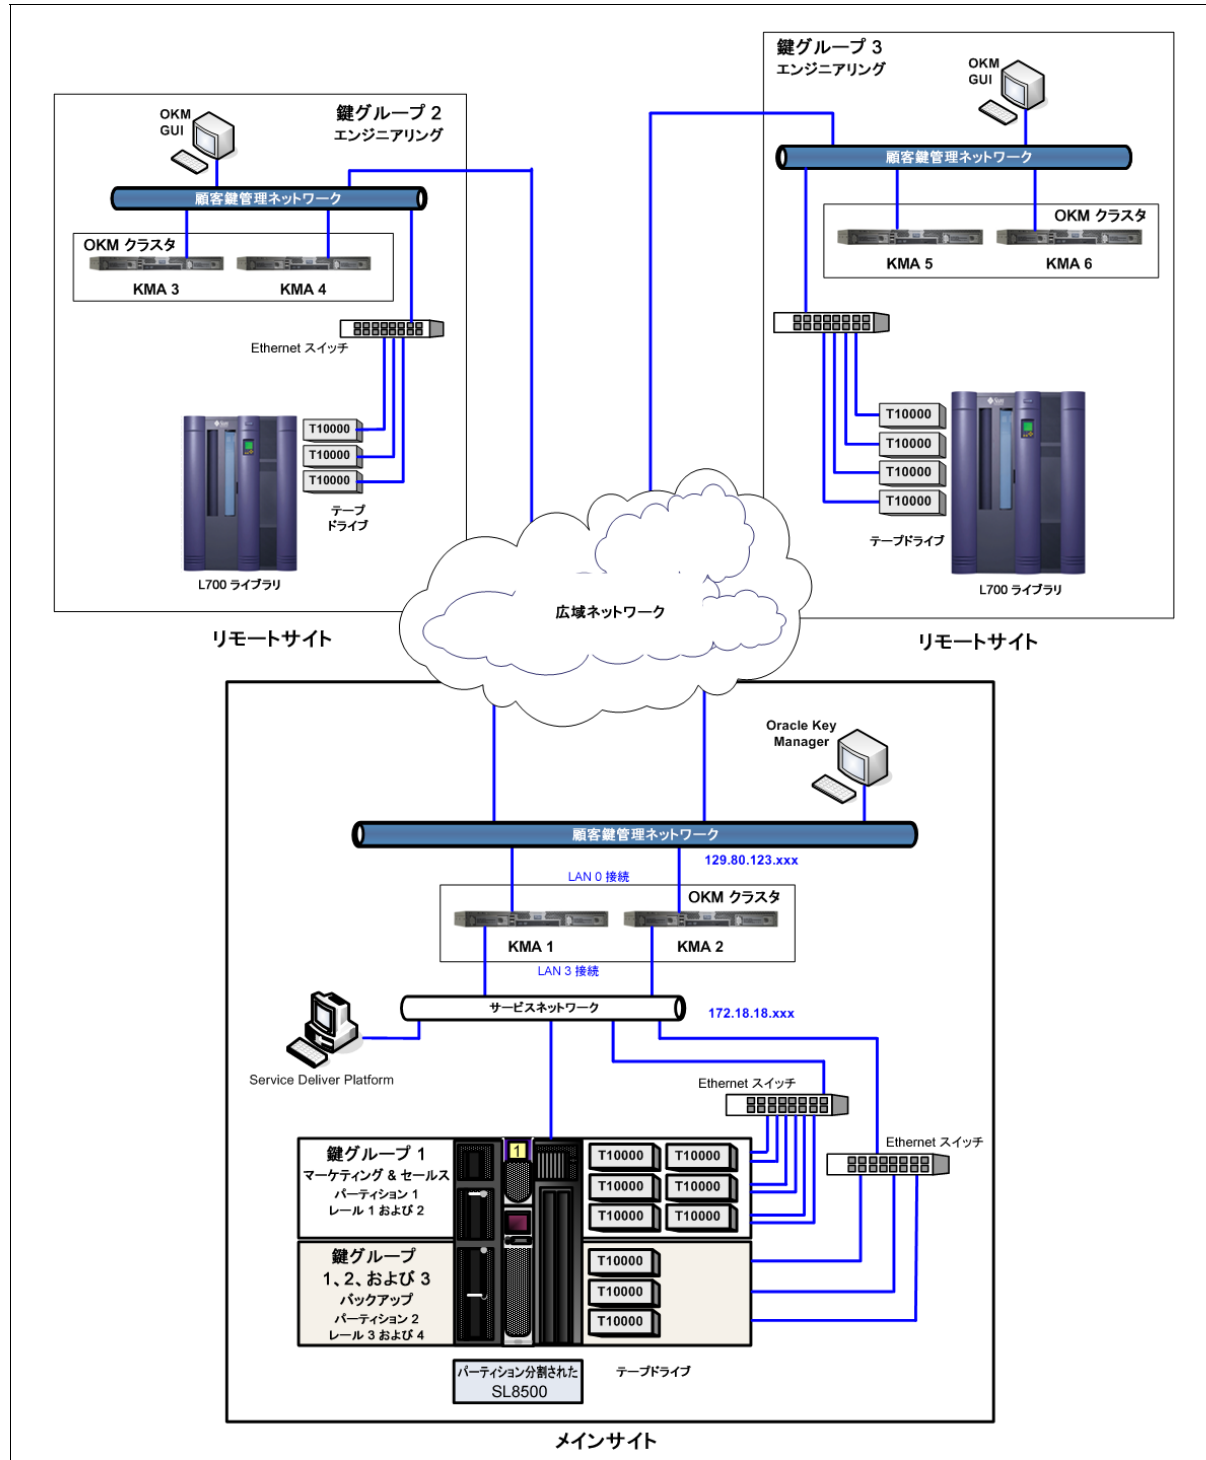 鍵グループ 2
エンジニアリング
OKM
GUI
顧客鍵管理ネットワーク
OKM クラスタ
KMA 3
KMA 4
Ethernet スイッチ
T10000
T10000
T10000
テープ
ドライブ
L700 ライブラリ
リモートサイト
鍵グループ 3
エンジニアリング
OKM
GUI
顧客鍵管理ネットワーク
OKM クラスタ
KMA 5
KMA 6
T10000
T10000
T10000
T10000
テープドライブ
L700 ライブラリ
リモートサイト
広域ネットワーク
Oracle Key
Manager
顧客鍵管理ネットワーク
129.80.123.xxx
LAN 0 接続
OKM クラスタ
KMA 1
KMA 2
LAN 3 接続
サービスネットワーク
172.18.18.xxx
Service Deliver Platform
Ethernet スイッチ
Ethernet スイッチ
鍵グループ 1
マーケティング & セールス
パーティション 1
レール 1 および 2
1
T10000
T10000
T10000
T10000
T10000
T10000
鍵グループ
1、2、および 3
バックアップ
パーティション 2
レール 3 および 4
T10000
T10000
T10000
パーティション分割された
SL8500
テープドライブ
メインサイト